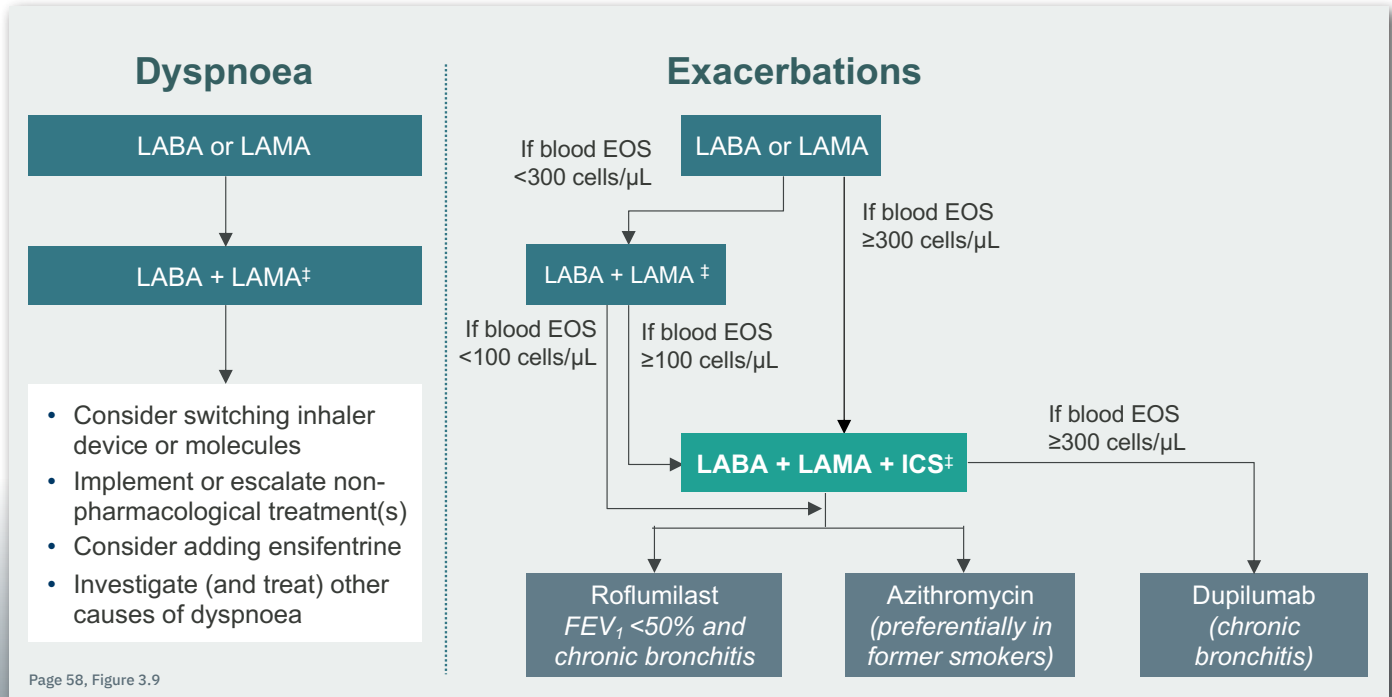 Dyspnoea
LABA or LAMA
LABA + LAMA‡
• Consider switching inhaler
device or molecules
• Implement or escalate non-
pharmacological treatment(s)
• Consider adding ensifentrine
• Investigate (and treat) other
causes of dyspnoea
Page 58, Figure 3.9
Exacerbations
LABA or LAMA
If blood EOS
<300 cells/µL
If blood EOS
≥300 cells/µL
LABA + LAMA ‡
If blood EOS
<100 cells/µL
If blood EOS
≥100 cells/µL
LABA + LAMA + ICS‡
If blood EOS
≥300 cells/µL
Roflumilast
FEV₁ <50% and
chronic bronchitis
Azithromycin
(preferentially in
former smokers)
Dupilumab
(chronic
bronchitis)